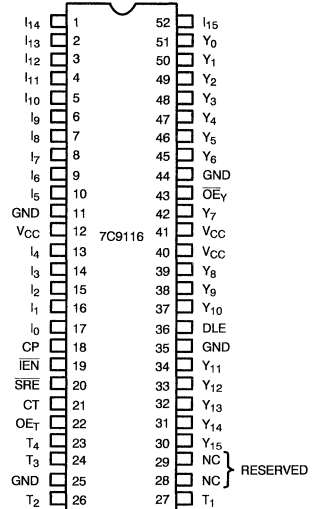 I14 1 52 I15
I13 2 51 Y0
I12 3 50 Y1
I11 4 49 Y2
I10 5 48 Y3
I9 6 47 Y4
I8 7 46 Y5
I7 8 45 Y6
I6 9 44 GND
I5 10 43 O̅E̅Y
GND 11 42 Y7
VCC 12 7C9116 41 VCC
I4 13 40 VCC
I3 14 39 Y8
I2 15 38 Y9
I1 16 37 Y10
I0 17 36 DLE
CP 18 35 GND
I̅E̅N̅ 19 34 Y11
S̅R̅E̅ 20 33 Y12
CT 21 32 Y13
OET 22 31 Y14
T4 23 30 Y15
T3 24 29 NC
RESERVED
GND 25 28 NC
T2 26 27 T1